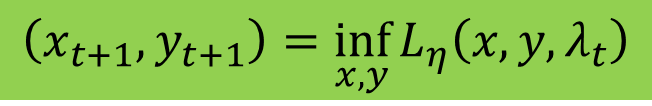 (x_{t+1}, y_{t+1}) = \inf_{x,y} L_η(x, y, λ_t)